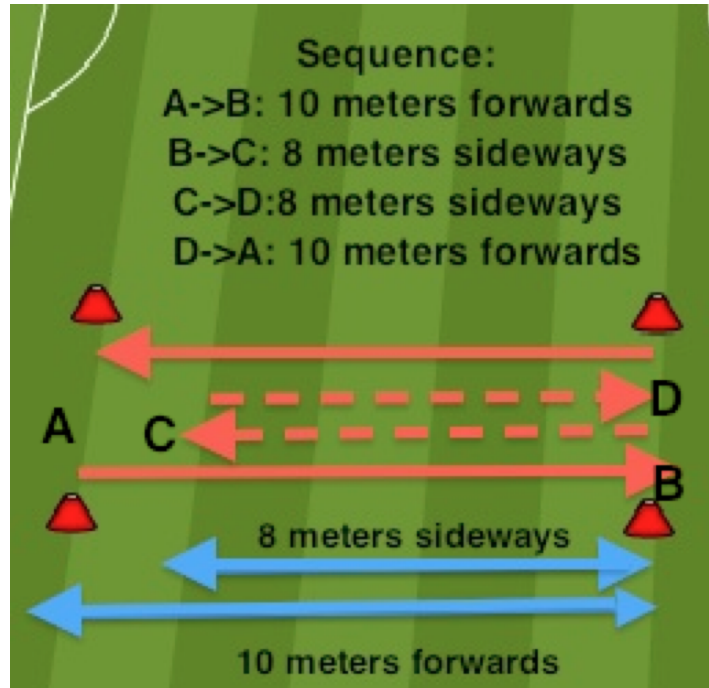 Sequence:
A->B: 10 meters forwards
B->C: 8 meters sideways
C->D:8 meters sideways
D->A: 10 meters forwards
D
A
C
B
8 meters sideways
10 meters forwards